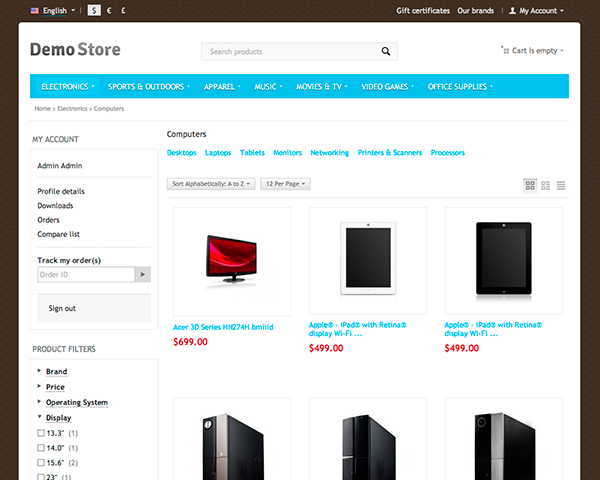 English $ € £ Gift certificates Our brands My Account
Demo Store Search products Cart is empty
ELECTRONICS SPORTS & OUTDOORS APPAREL MUSIC MOVIES & TV VIDEO GAMES OFFICE SUPPLIES
Home > Electronics > Computers
MY ACCOUNT
Admin Admin
Profile details
Downloads
Orders
Compare list
Track my order(s)
Order ID
Sign out
PRODUCT FILTERS
Brand
Price
Operating System
Display
13.3" (1)
14.0" (1)
15.6" (2)
23" (1)
Computers
Desktops Laptops Tablets Monitors Networking Printers & Scanners Processors
Sort Alphabetically: A to Z 12 Per Page
Acer 3D Series HN274H bmiiid
$699.00
Apple® - iPad® with Retina®
display Wi-Fi ...
$499.00
Apple® - iPad® with Retina®
display Wi-Fi ...
$499.00